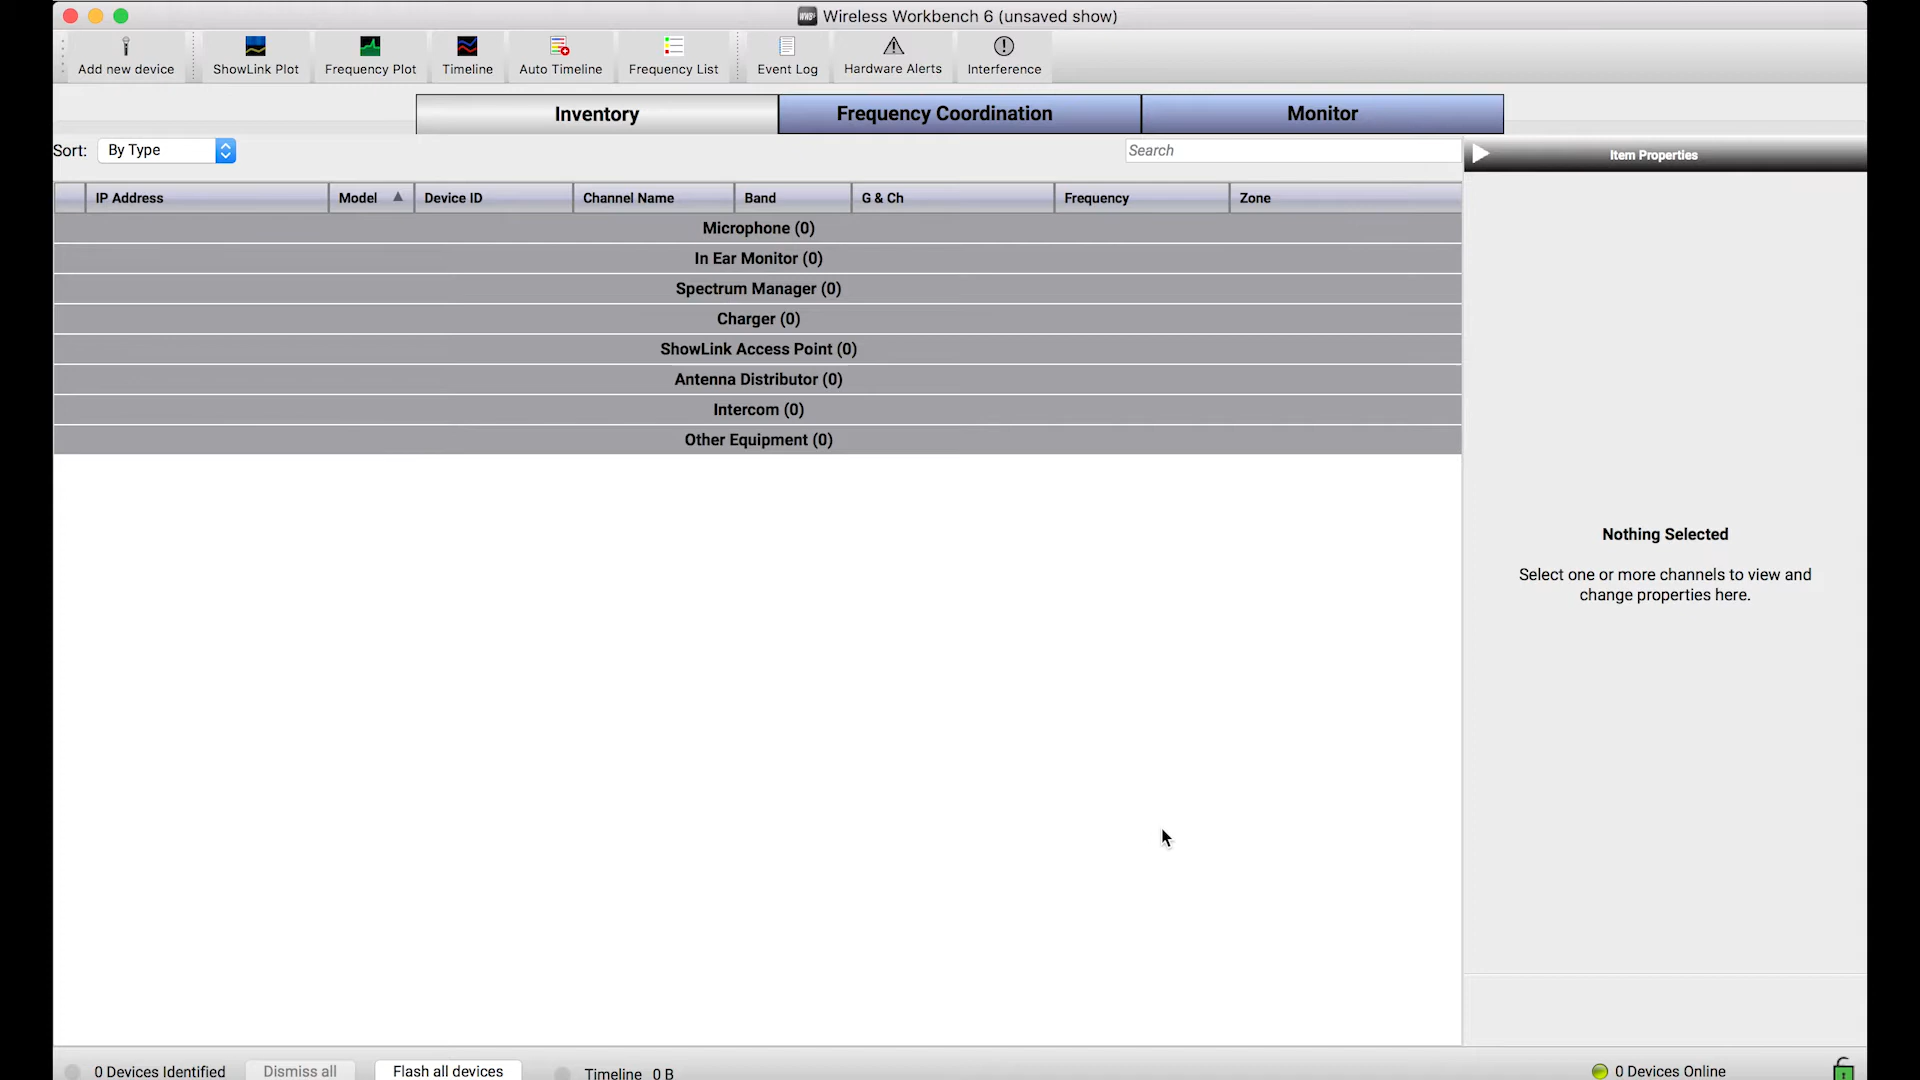 Wireless Workbench 6 (unsaved show)
Add new device
ShowLink Plot
Frequency Plot
Timeline
Auto Timeline
Frequency List
Event Log
Hardware Alerts
Interference
Inventory
Frequency Coordination
Monitor
Sort:
By Type
Search
Item Properties
IP Address
Model
Device ID
Channel Name
Band
G & Ch
Frequency
Zone
Microphone (0)
In Ear Monitor (0)
Spectrum Manager (0)
Charger (0)
ShowLink Access Point (0)
Antenna Distributor (0)
Intercom (0)
Other Equipment (0)
Nothing Selected
Select one or more channels to view and
change properties here.
0 Devices Identified
Dismiss all
Flash all devices
Timeline 0 B
0 Devices Online